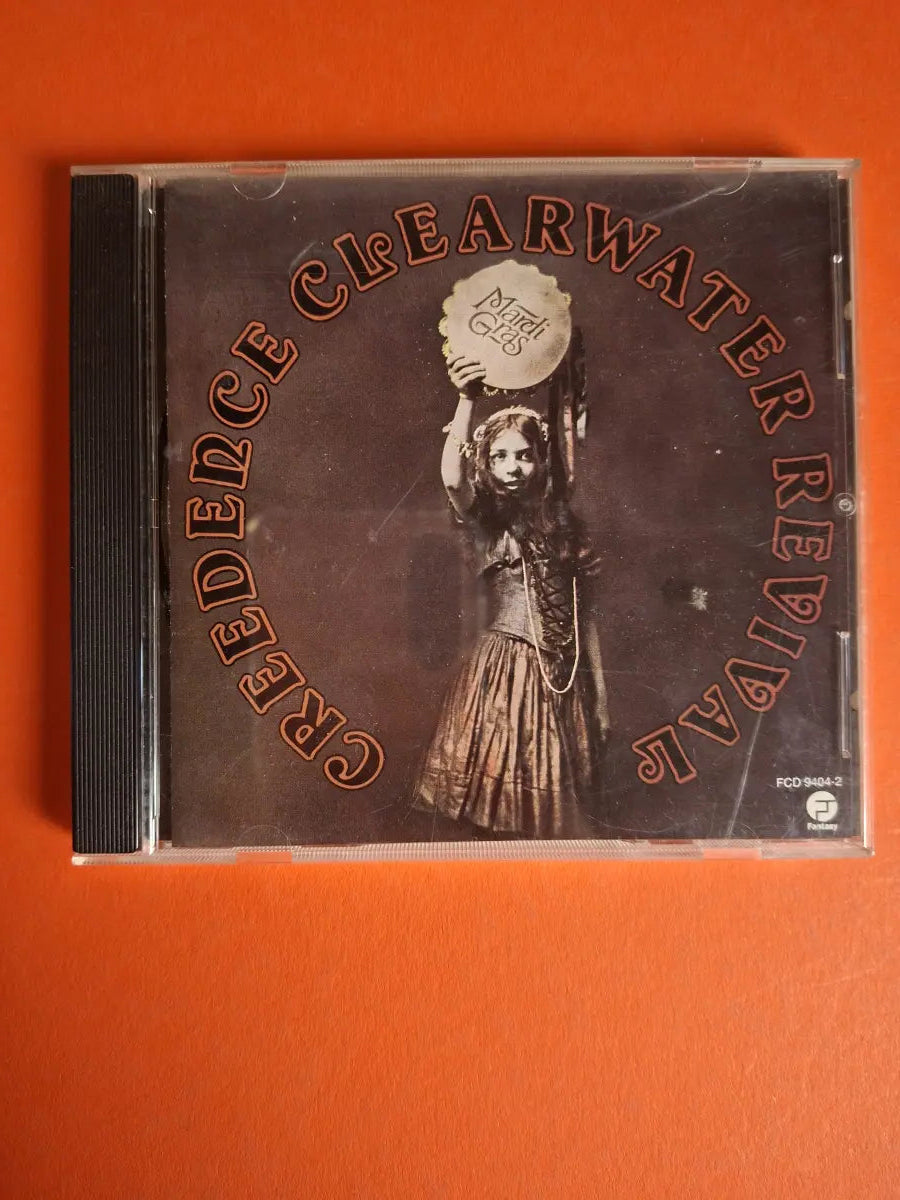 CREEDENCE CLEARWATER REVIVAL
Mardi
Gras
FCD 9404-2
Fantasy